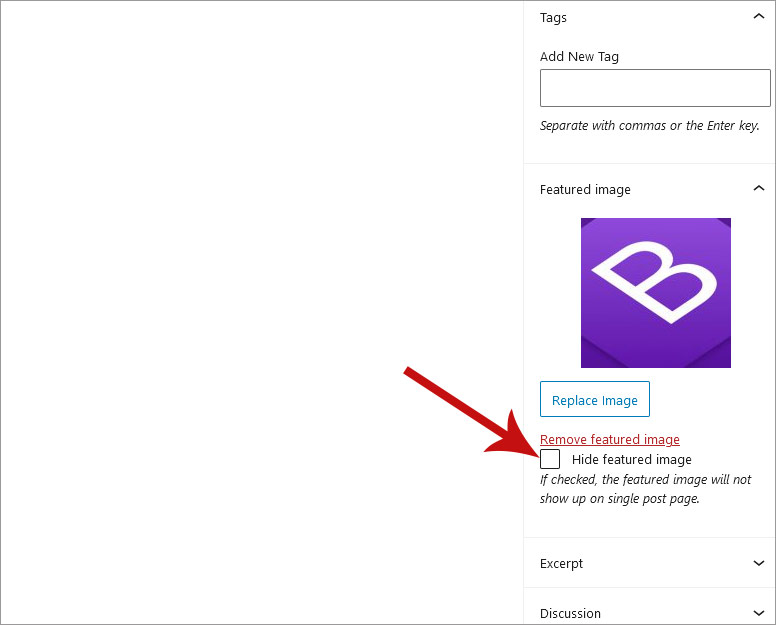 Tags
Add New Tag
Separate with commas or the Enter key.
Featured image
B
Replace Image
Remove featured image
Hide featured image
If checked, the featured image will not
show up on single post page.
Excerpt
Discussion